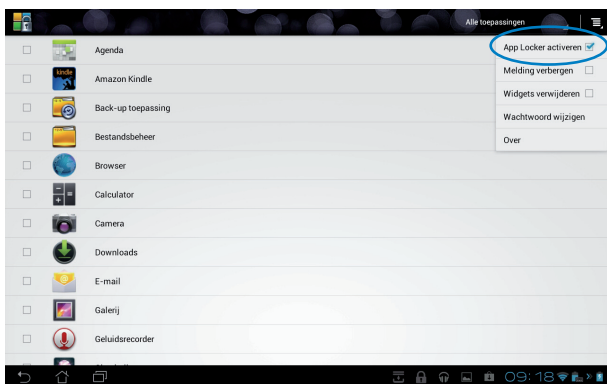 Alle toepassingen
App Locker activeren
Melding verbergen
Widgets verwijderen
Wachtwoord wijzigen
Over
Agenda
kindle
Amazon Kindle
Back-up toepassing
Bestandsbeheer
Browser
Calculator
Camera
Downloads
E-mail
Galerij
Geluidsrecorder
09:18